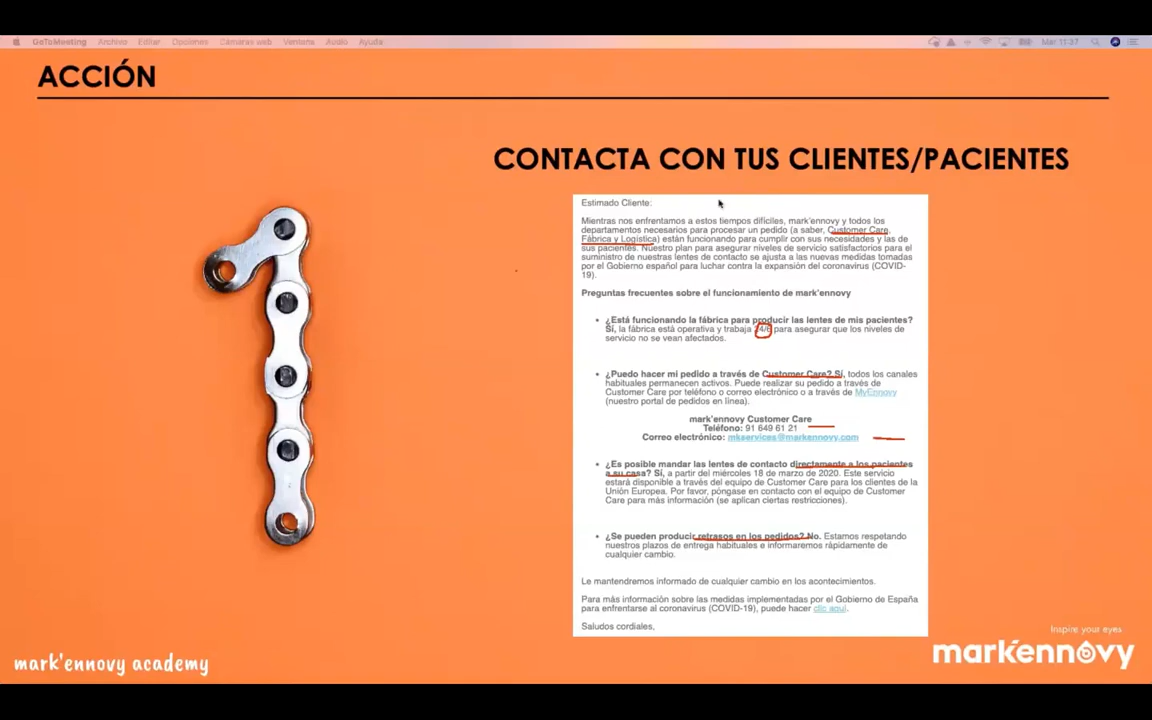 GoToMeeting Archivo Editar Opciones Cámaras web Ventana Audio Ayuda Mar 11:37
ACCIÓN
CONTACTA CON TUS CLIENTES/PACIENTES
Estimado Cliente:
Mientras nos enfrentamos a estos tiempos difíciles, mark'ennovy y todos los
departamentos necesarios para procesar un pedido (a saber, Customer Care,
Fábrica y Logística) están funcionando para cumplir con sus necesidades y las de
sus pacientes. Nuestro plan para asegurar niveles de servicio satisfactorios para el
suministro de nuestras lentes de contacto se ajusta a las nuevas medidas tomadas
por el Gobierno español para luchar contra la expansión del coronavirus (COVID-
19).
Preguntas frecuentes sobre el funcionamiento de mark'ennovy
• ¿Está funcionando la fábrica para producir las lentes de mis pacientes?
Sí, la fábrica está operativa y trabaja para asegurar que los niveles de
servicio no se vean afectados.
• ¿Puedo hacer mi pedido a través de Customer Care? Sí, todos los canales
habituales permanecen activos. Puede realizar su pedido a través de
Customer Care por teléfono o correo electrónico o a través de MyEnnovy
(nuestro portal de pedidos en línea).
mark'ennovy Customer Care
Teléfono: 91 649 61 21
Correo electrónico: mkservices@markennovy.com
• ¿Es posible mandar las lentes de contacto directamente a los pacientes
a su casa? Sí, a partir del miércoles 18 de marzo de 2020. Este servicio
estará disponible a través del equipo de Customer Care para los clientes de la
Unión Europea. Por favor, póngase en contacto con el equipo de Customer
Care para más información (se aplican ciertas restricciones).
• ¿Se pueden producir retrasos en los pedidos? No. Estamos respetando
nuestros plazos de entrega habituales e informaremos rápidamente de
cualquier cambio.
Le mantendremos informado de cualquier cambio en los acontecimientos.
Para más información sobre las medidas implementadas por el Gobierno de España
para enfrentarse al coronavirus (COVID-19), puede hacer clic aquí.
Saludos cordiales,
Inspire your eyes
mark'ennovy
mark'ennovy academy